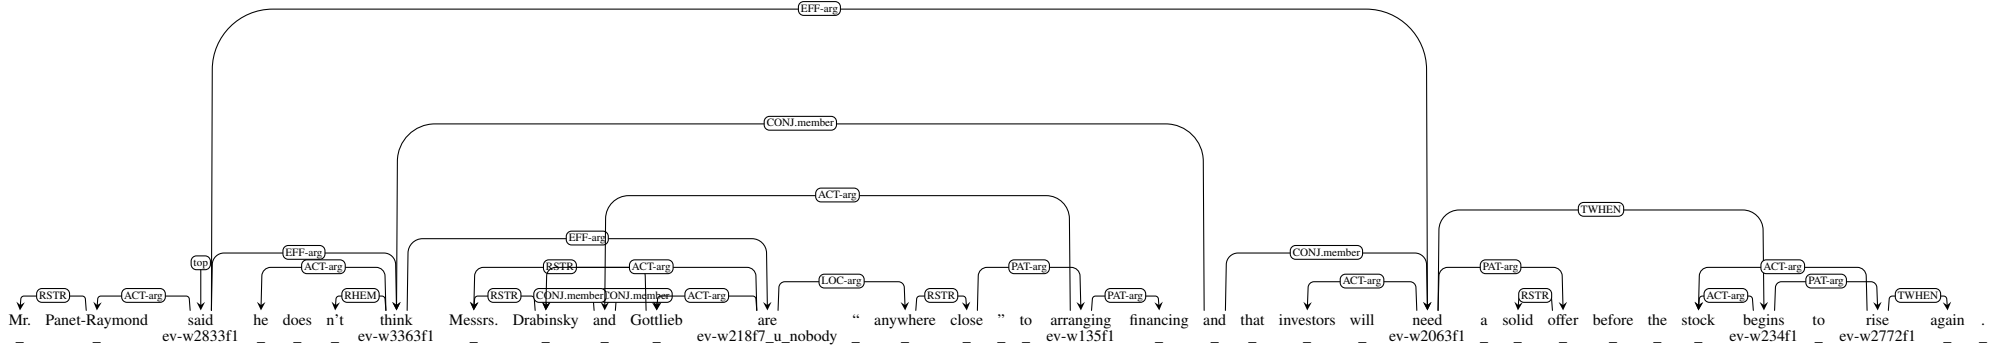 EFF-arg
CONJ.member
ACT-arg
TWHEN
EFF-arg
top EFF-arg CONJ.member
ACT-arg RSTR ACT-arg PAT-arg PAT-arg ACT-arg
LOC-arg ACT-arg PAT-arg
RSTR ACT-arg RHEM RSTR CONJ.member CONJ.member ACT-arg RSTR PAT-arg RSTR ACT-arg TWHEN
Mr. Panet-Raymond said he does n't think Messrs. Drabinsky and Gottlieb are “ anywhere close ” to arranging financing and that investors will need a solid offer before the stock begins to rise again .
_ _ ev-w2833f1 _ _ _ ev-w3363f1 _ _ _ _ ev-w218f7_u_nobody _ _ _ _ _ ev-w135f1 _ _ _ _ _ ev-w2063f1 _ _ _ _ _ _ ev-w234f1 _ ev-w2772f1 _ _